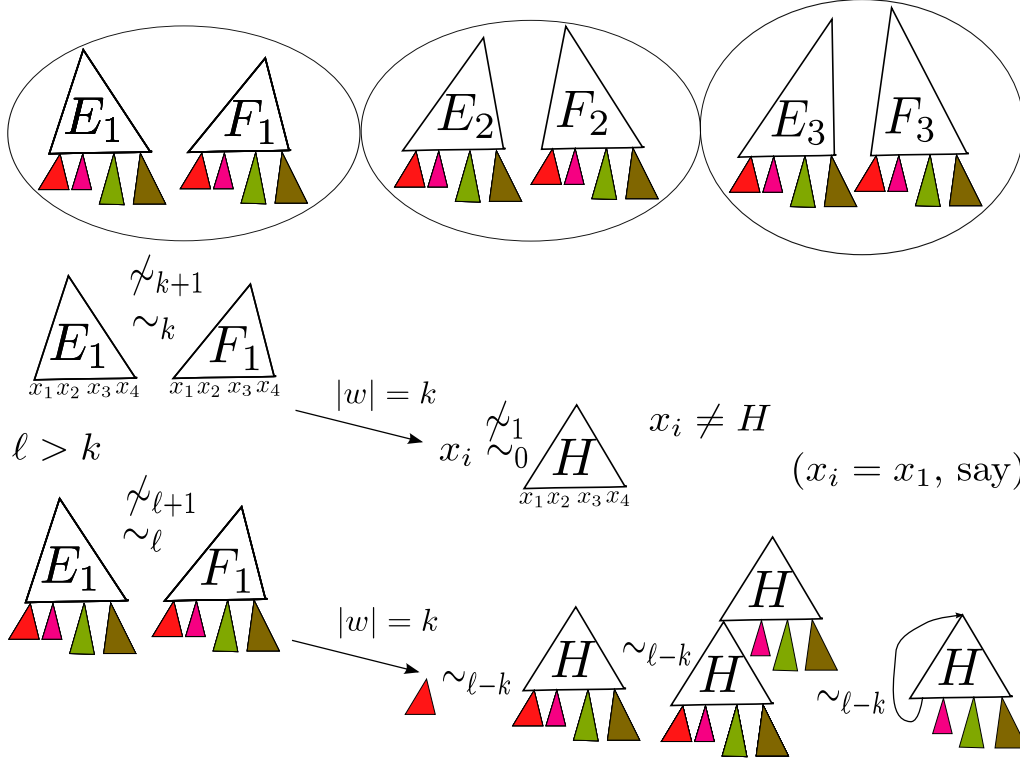 E₁ F₁ E₂ F₂ E₃ F₃
≁ₖ₊₁
∼ₖ
E₁ F₁
x₁ x₂ x₃ x₄ x₁ x₂ x₃ x₄
|w| = k
≁₁
xᵢ ∼₀ H
x₁ x₂ x₃ x₄
xᵢ ≠ H
(xᵢ = x₁, say)
ℓ > k
≁_{ℓ+1}
∼_ℓ
E₁ F₁
|w| = k
∼_{ℓ−k} H ∼_{ℓ−k} H H ∼_{ℓ−k} H